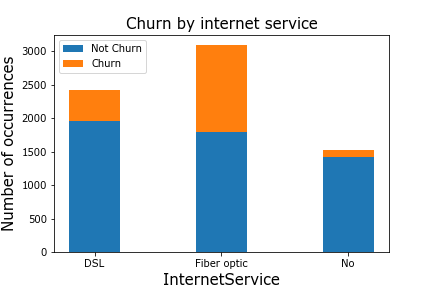 Churn by internet service
Not Churn
Churn
Number of occurrences
3000
2500
2000
1500
1000
500
0
DSL
Fiber optic
No
InternetService